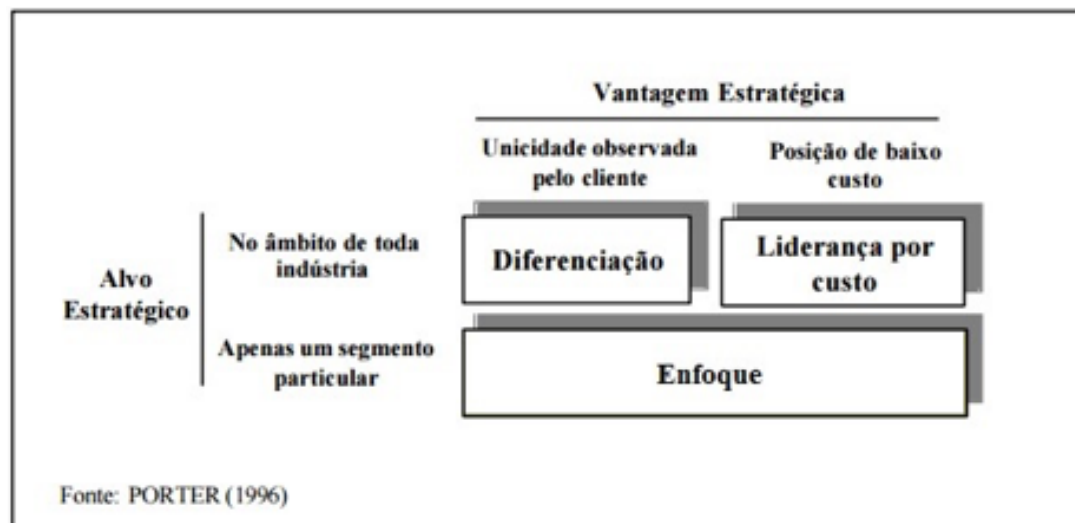 Vantagem Estratégica
Unicidade observada
pelo cliente
Posição de baixo
custo
Alvo
Estratégico
No âmbito de toda
indústria
Diferenciação
Liderança por
custo
Apenas um segmento
particular
Enfoque
Fonte: PORTER (1996)